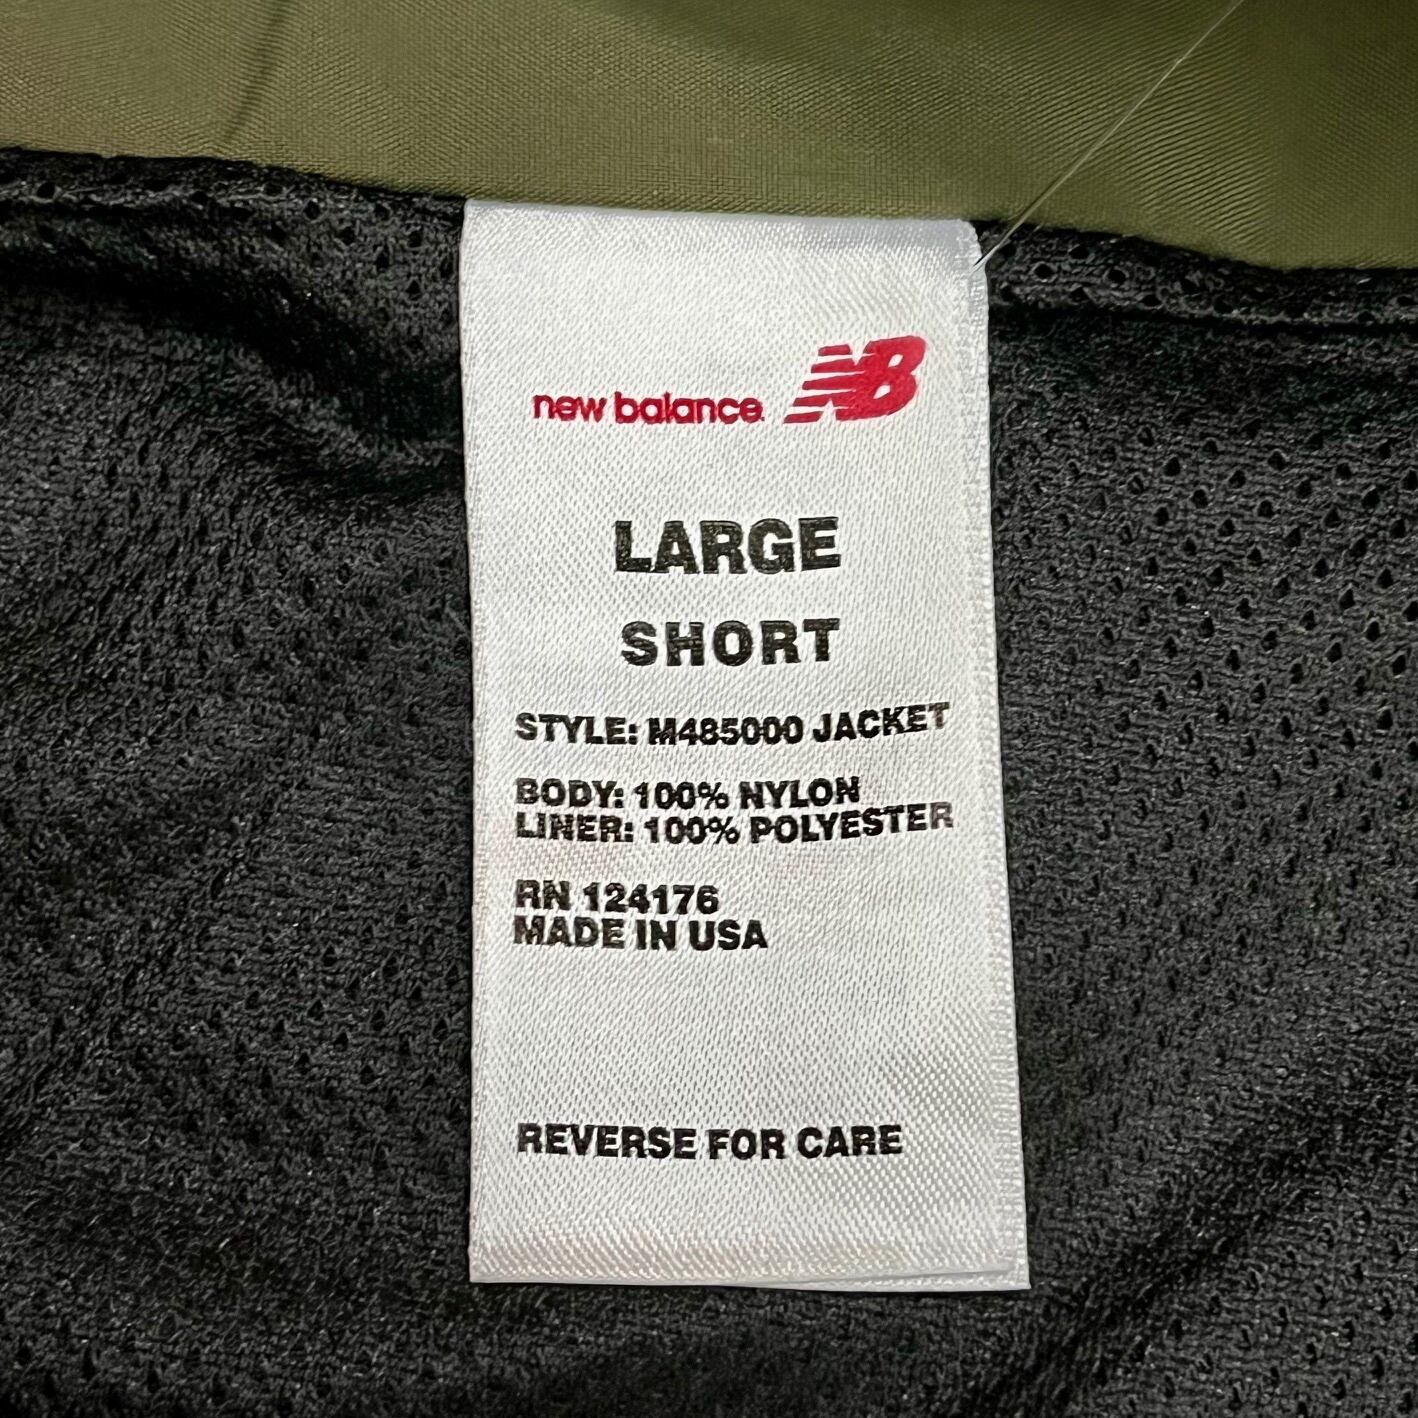 new balance NB
LARGE
SHORT
STYLE: M485000 JACKET
BODY: 100% NYLON
LINER: 100% POLYESTER
RN 124176
MADE IN USA
REVERSE FOR CARE